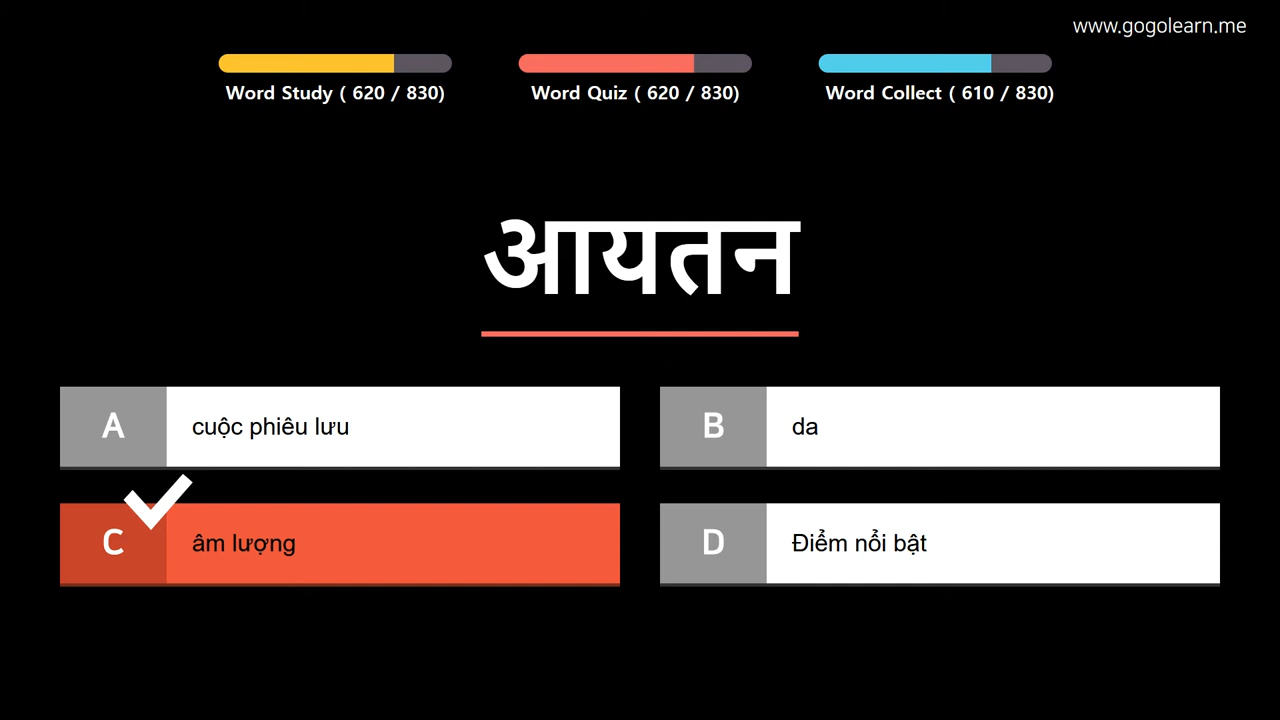 www.gogolearn.me
Word Study ( 620 / 830)
Word Quiz ( 620 / 830)
Word Collect ( 610 / 830)
आयतन
A cuộc phiêu lưu
B da
C âm lượng
D Điểm nổi bật